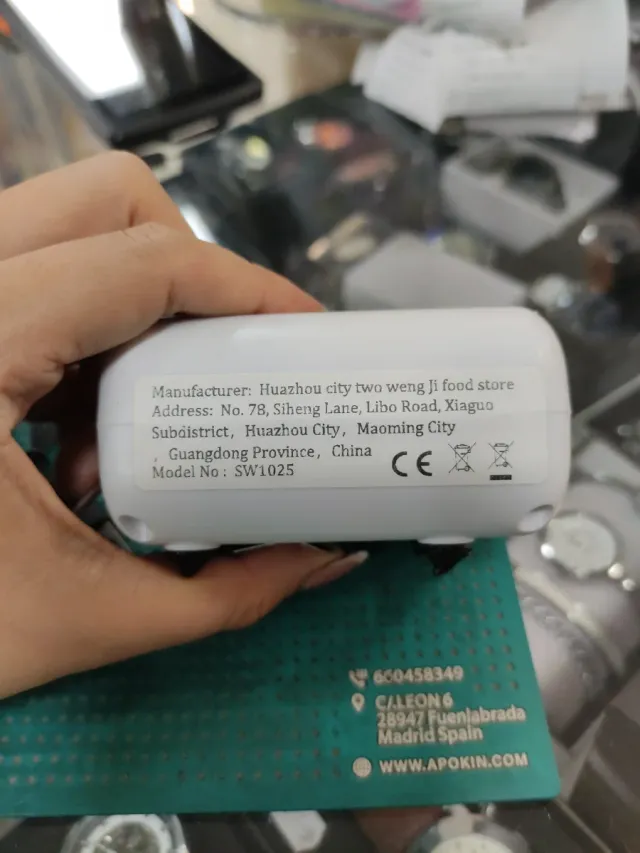 Manufacturer: Huazhou city two weng Ji food store
Address: No. 78, Siheng Lane, Libo Road, Xiaguo
Subdistrict, Huazhou City, Maoming City
, Guangdong Province, China
Model No: SW1025
CE
660458349
C/LEON 6
28947 Fuenlabrada
Madrid Spain
WWW.APOKIN.COM